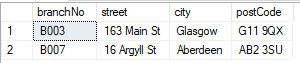 branchNo street city postCode
1 B003 163 Main St Glasgow G11 9QX
2 B007 16 Argyll St Aberdeen AB2 3SU